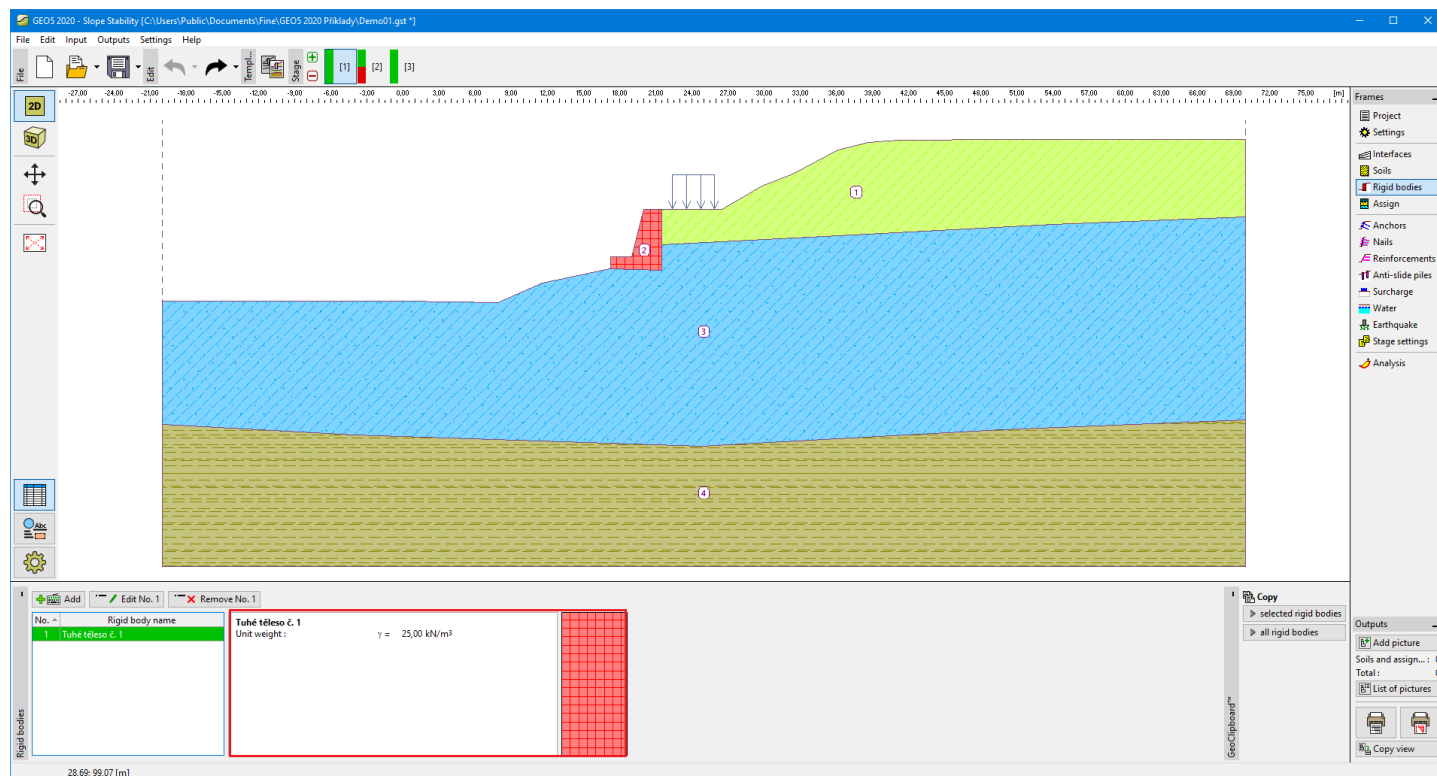 GEO5 2020 - Slope Stability [C:\Users\Public\Documents\Fine\GEO5 2020 Příklady\Demo01.gst *]
File Edit Input Outputs Settings Help
File Edit Templ... Stage [1] [2] [3]
-27,00 -24,00 -21,00 -18,00 -15,00 -12,00 -9,00 -6,00 -3,00 0,00 3,00 6,00 9,00 12,00 15,00 18,00 21,00 24,00 27,00 30,00 33,00 36,00 39,00 42,00 45,00 48,00 51,00 54,00 57,00 60,00 63,00 66,00 69,00 72,00 75,00 [m]
2D
3D
Abc
1
2
3
4
Frames
Project
Settings
Interfaces
Soils
Rigid bodies
Assign
Anchors
Nails
Reinforcements
Anti-slide piles
Surcharge
Water
Earthquake
Stage settings
Analysis
Add Edit No. 1 Remove No. 1
No. Rigid body name
1 Tuhé těleso č. 1
Tuhé těleso č. 1
Unit weight : γ = 25,00 kN/m³
Rigid bodies
GeoClipboard™
Copy
selected rigid bodies
all rigid bodies
Outputs
Add picture
Soils and assign... :
Total :
List of pictures
Copy view
28.69; 99.07 [m]